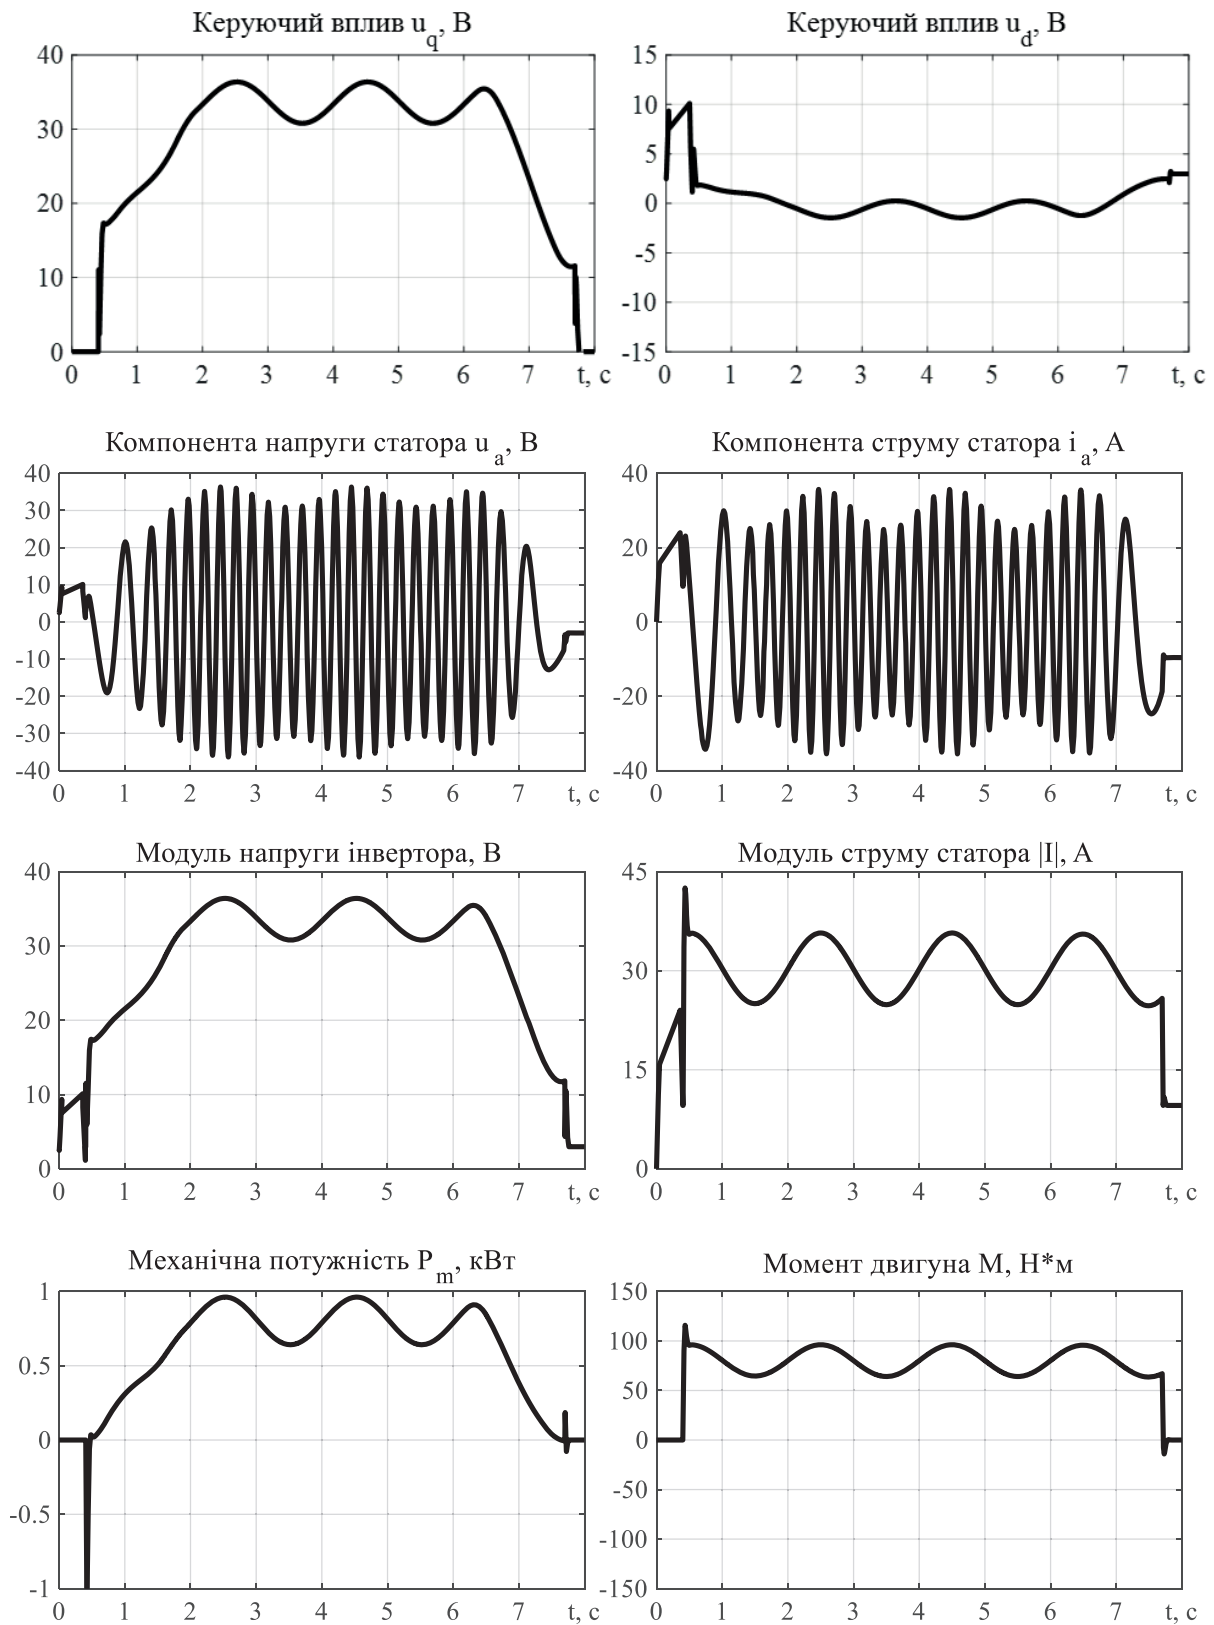 Керуючий вплив u_q, В
40
30
20
10
0
0 1 2 3 4 5 6 7 t, с
Керуючий вплив u_d, В
15
10
5
0
-5
-10
-15
0 1 2 3 4 5 6 7 t, с
Компонента напруги статора u_a, В
40
30
20
10
0
-10
-20
-30
-40
0 1 2 3 4 5 6 7 t, с
Компонента струму статора i_a, А
40
20
0
-20
-40
0 1 2 3 4 5 6 7 t, с
Модуль напруги інвертора, В
40
30
20
10
0
0 1 2 3 4 5 6 7 t, с
Модуль струму статора |I|, А
45
30
15
0
0 1 2 3 4 5 6 7 t, с
Механічна потужність P_m, кВт
1
0.5
0
-0.5
-1
0 1 2 3 4 5 6 7 t, с
Момент двигуна М, Н*м
150
100
50
0
-50
-100
-150
0 1 2 3 4 5 6 7 t, с